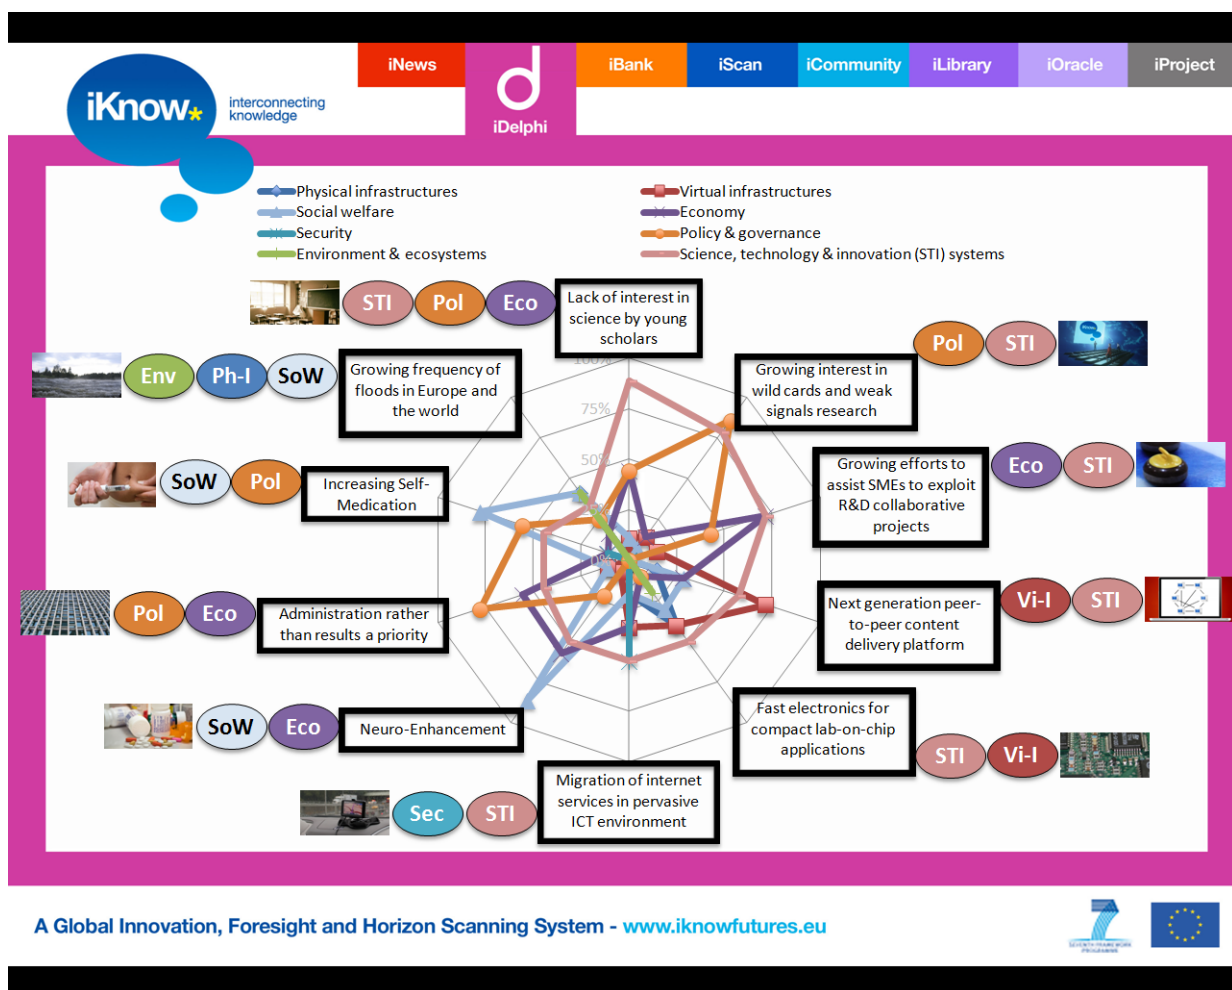 iNews
iDelphi
iBank
iScan
iCommunity
iLibrary
iOracle
iProject
iKnow*
interconnecting
knowledge
Physical infrastructures
Virtual infrastructures
Social welfare
Economy
Security
Policy & governance
Environment & ecosystems
Science, technology & innovation (STI) systems
STI Pol Eco
Lack of interest in
science by young
scholars
Pol STI
Growing interest in
wild cards and weak
signals research
Env Ph-I SoW
Growing frequency of
floods in Europe and
the world
100%
75%
50%
0%
Eco STI
Growing efforts to
assist SMEs to exploit
R&D collaborative
projects
SoW Pol
Increasing Self-
Medication
Vi-I STI
Next generation peer-
to-peer content
delivery platform
Pol Eco
Administration rather
than results a priority
STI Vi-I
Fast electronics for
compact lab-on-chip
applications
SoW Eco
Neuro-Enhancement
Sec STI
Migration of internet
services in pervasive
ICT environment
A Global Innovation, Foresight and Horizon Scanning System - www.iknowfutures.eu
SEVENTH FRAMEWORK
PROGRAMME